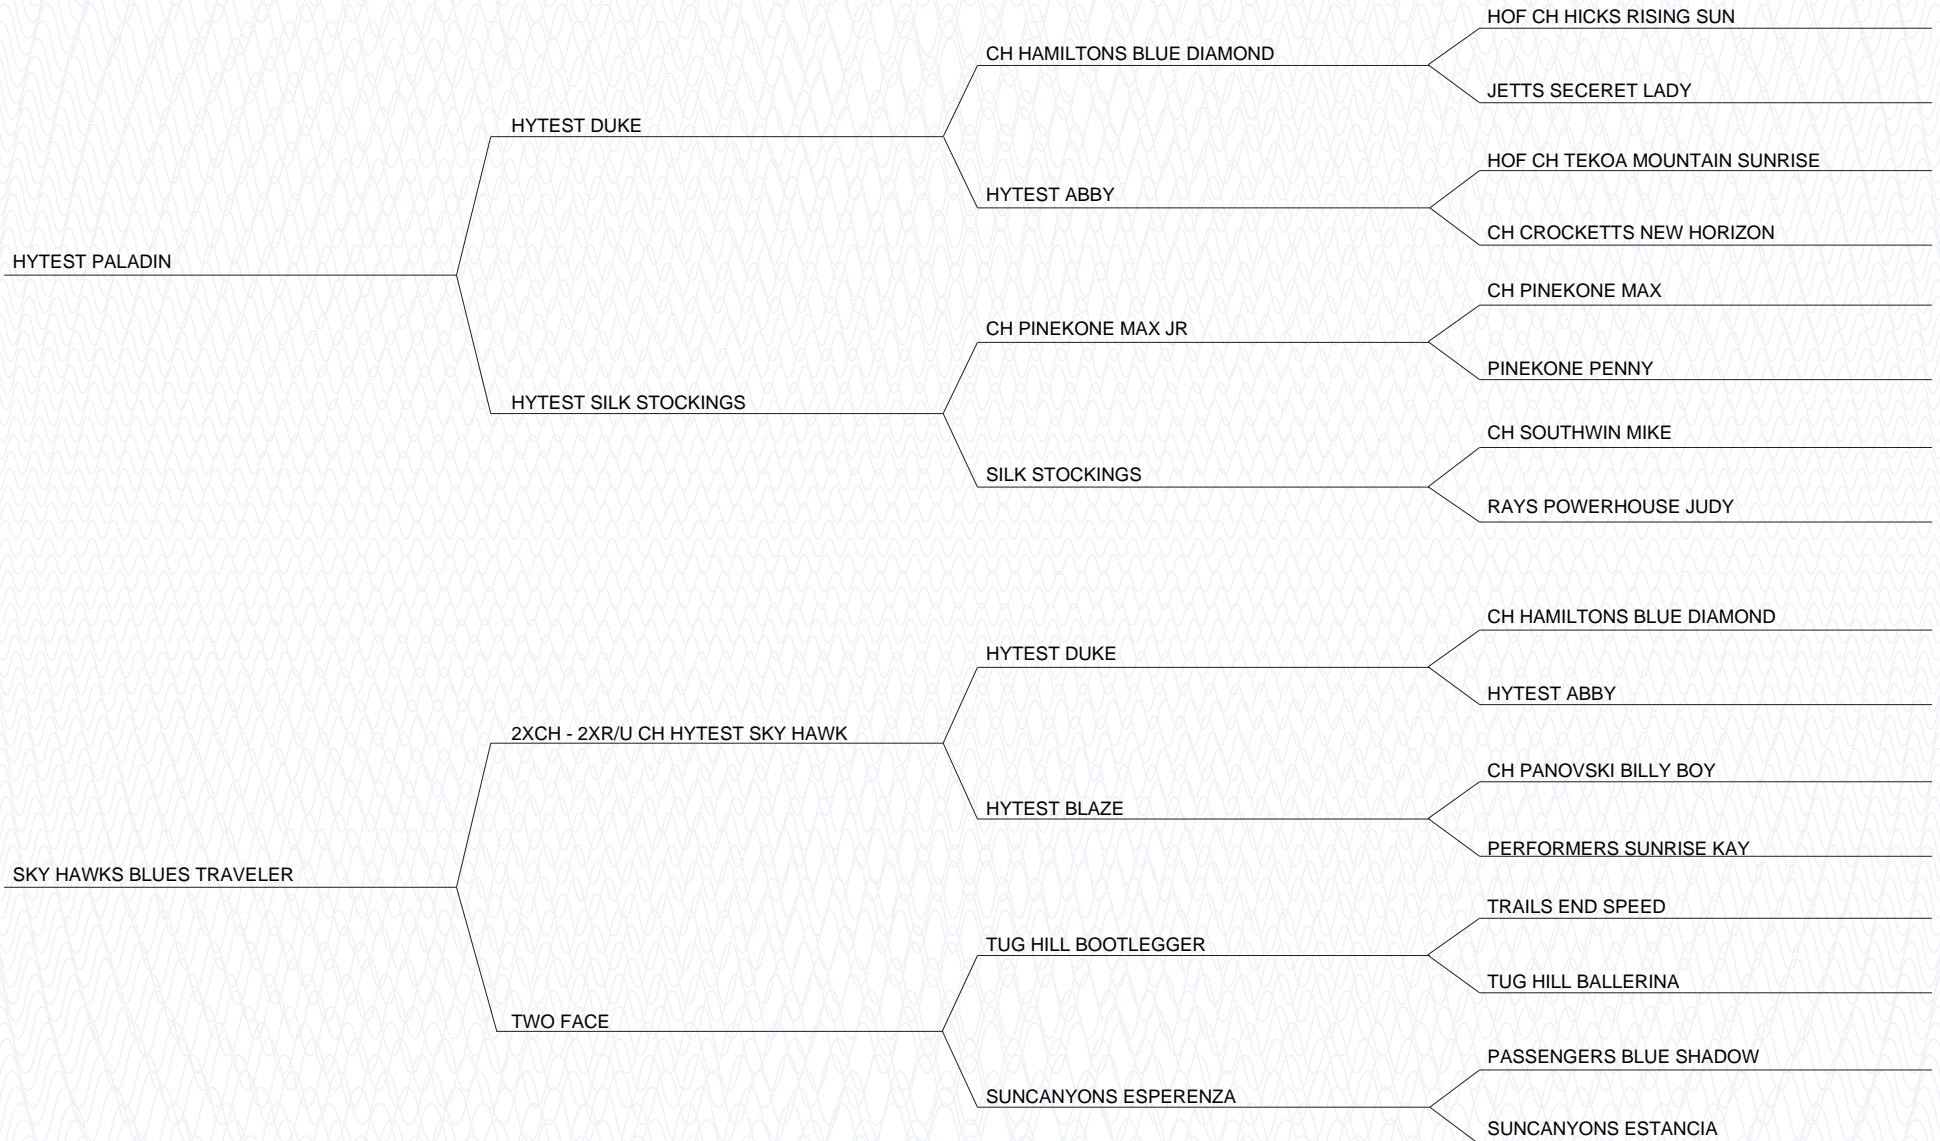 HOF CH HICKS RISING SUN
CH HAMILTONS BLUE DIAMOND
JETTS SECERET LADY
HYTEST DUKE
HOF CH TEKOA MOUNTAIN SUNRISE
HYTEST ABBY
CH CROCKETTS NEW HORIZON
HYTEST PALADIN
CH PINEKONE MAX
CH PINEKONE MAX JR
PINEKONE PENNY
HYTEST SILK STOCKINGS
CH SOUTHWIN MIKE
SILK STOCKINGS
RAYS POWERHOUSE JUDY
CH HAMILTONS BLUE DIAMOND
HYTEST DUKE
HYTEST ABBY
2XCH - 2XR/U CH HYTEST SKY HAWK
CH PANOVSKI BILLY BOY
HYTEST BLAZE
PERFORMERS SUNRISE KAY
SKY HAWKS BLUES TRAVELER
TRAILS END SPEED
TUG HILL BOOTLEGGER
TUG HILL BALLERINA
TWO FACE
PASSENGERS BLUE SHADOW
SUNCANYONS ESPERENZA
SUNCANYONS ESTANCIA